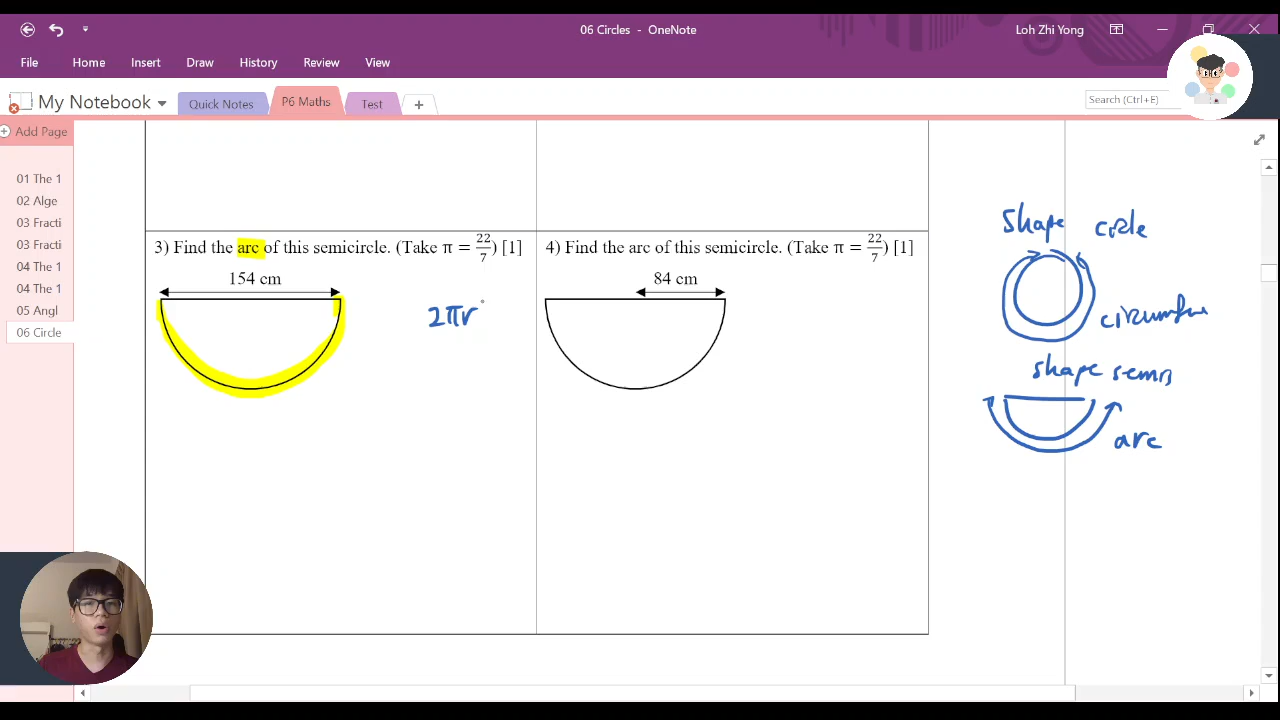 06 Circles - OneNote
Loh Zhi Yong
File Home Insert Draw History Review View
My Notebook Quick Notes P6 Maths Test +
Search (Ctrl+E)
Add Page
01 The 1
02 Alge
03 Fracti
03 Fracti
04 The 1
04 The 1
05 Angl
06 Circle
3) Find the arc of this semicircle. (Take π = 22/7) [1]
154 cm
2πr
4) Find the arc of this semicircle. (Take π = 22/7) [1]
84 cm
Shape circle
shape
arc